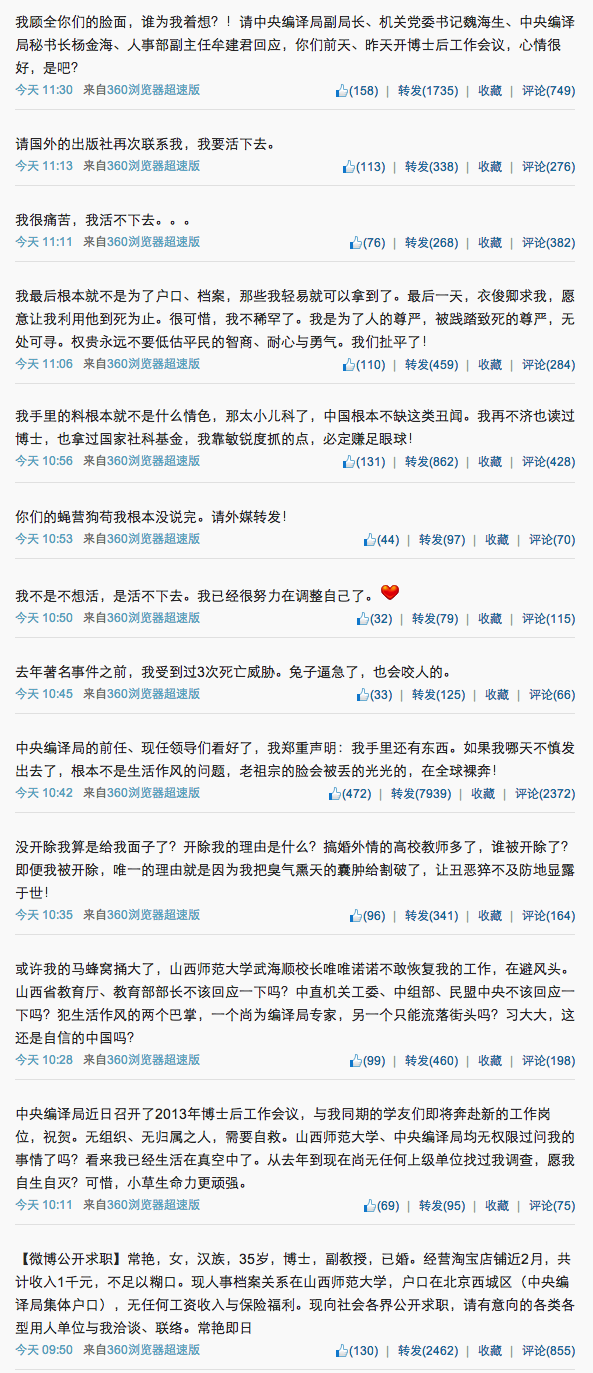 我顾全你们的脸面，谁为我着想？！请中央编译局副局长、机关党委书记魏海生、中央编译
局秘书长杨金海、人事部副主任牟建君回应，你们前天、昨天开博士后工作会议，心情很
好，是吧?
今天 11:30 来自360浏览器超速版 (158) | 转发(1735) | 收藏 | 评论(749)
请国外的出版社再次联系我，我要活下去。
今天 11:13 来自360浏览器超速版 (113) | 转发(338) | 收藏 | 评论(276)
我很痛苦，我活不下去。。。
今天 11:11 来自360浏览器超速版 (76) | 转发(268) | 收藏 | 评论(382)
我最后根本就不是为了户口、档案，那些我轻易就可以拿到了。最后一天，衣俊卿求我，愿
意让我利用他到死为止。很可惜，我不稀罕了。我是为了人的尊严，被践踏致死的尊严，无
处可寻。权贵永远不要低估平民的智商、耐心与勇气。我们扯平了！
今天 11:06 来自360浏览器超速版 (110) | 转发(459) | 收藏 | 评论(284)
我手里的料根本就不是什么情色，那太小儿科了，中国根本不缺这类丑闻。我再不济也读过
博士，也拿过国家社科基金，我靠敏锐度抓的点，必定赚足眼球！
今天 10:56 来自360浏览器超速版 (131) | 转发(862) | 收藏 | 评论(428)
你们的蝇营狗苟我根本没说完。请外媒转发！
今天 10:53 来自360浏览器超速版 (44) | 转发(97) | 收藏 | 评论(70)
我不是不想活，是活不下去。我已经很努力在调整自己了。
今天 10:50 来自360浏览器超速版 (32) | 转发(79) | 收藏 | 评论(115)
去年著名事件之前，我受到过3次死亡威胁。兔子逼急了，也会咬人的。
今天 10:45 来自360浏览器超速版 (33) | 转发(125) | 收藏 | 评论(66)
中央编译局的前任、现任领导们看好了，我郑重声明：我手里还有东西。如果我哪天不慎发
出去了，根本不是生活作风的问题，老祖宗的脸会被丢的光光的，在全球裸奔！
今天 10:42 来自360浏览器超速版 (472) | 转发(7939) | 收藏 | 评论(2372)
没开除我算是给我面子了？开除我的理由是什么？搞婚外情的高校教师多了，谁被开除了？
即便我被开除，唯一的理由就是因为我把臭气熏天的囊肿给割破了，让丑恶猝不及防地显露
于世！
今天 10:35 来自360浏览器超速版 (96) | 转发(341) | 收藏 | 评论(164)
或许我的马蜂窝捅大了，山西师范大学武海顺校长唯唯诺诺不敢恢复我的工作，在避风头。
山西省教育厅、教育部部长不该回应一下吗？中直机关工委、中组部、民盟中央不该回应一
下吗？犯生活作风的两个巴掌，一个尚为编译局专家，另一个只能流落街头吗？习大大，这
还是自信的中国吗?
今天 10:28 来自360浏览器超速版 (99) | 转发(460) | 收藏 | 评论(198)
中央编译局近日召开了2013年博士后工作会议，与我同期的学友们即将奔赴新的工作岗
位，祝贺。无组织、无归属之人，需要自救。山西师范大学、中央编译局均无权限过问我的
事情了吗？看来我已经生活在真空中了。从去年到现在尚无任何上级单位找过我调查，愿我
自生自灭？可惜，小草生命力更顽强。
今天 10:11 来自360浏览器超速版 (69) | 转发(95) | 收藏 | 评论(75)
【微博公开求职】常艳，女，汉族，35岁，博士，副教授，已婚。经营淘宝店铺近2月，共
计收入1千元，不足以糊口。现人事档案关系在山西师范大学，户口在北京西城区（中央编
译局集体户口），无任何工资收入与保险福利。现向社会各界公开求职，请有意向的各类各
型用人单位与我洽谈、联络。常艳即日
今天 09:50 来自360浏览器超速版 (130) | 转发(2462) | 收藏 | 评论(855)